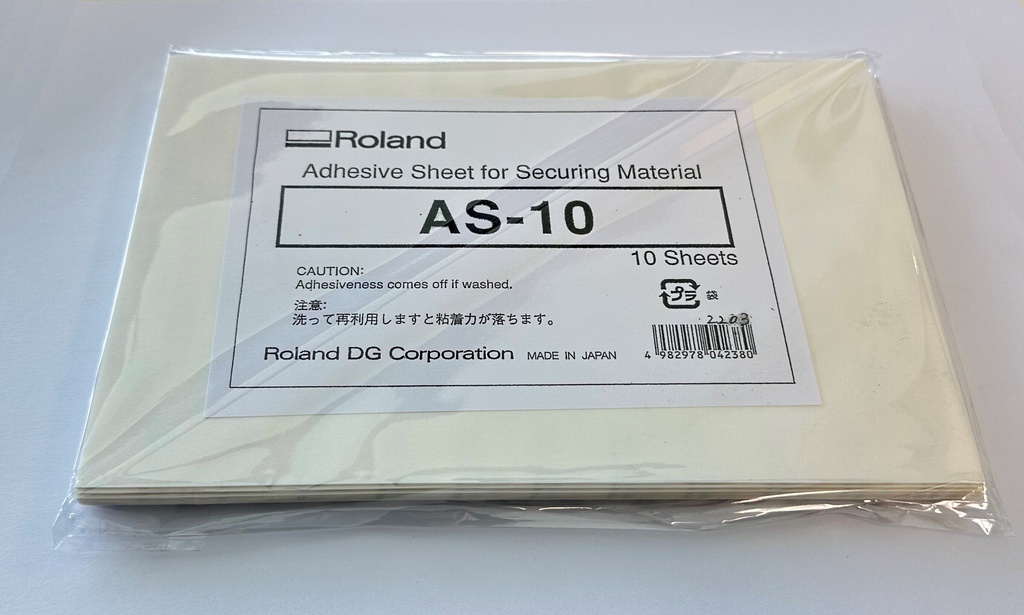 Roland
Adhesive Sheet for Securing Material
AS-10
10 Sheets
CAUTION:
Adhesiveness comes off if washed.
注意:
洗って再利用しますと粘着力が落ちます。
プラ 袋
2203
4 982978 042380
Roland DG Corporation MADE IN JAPAN